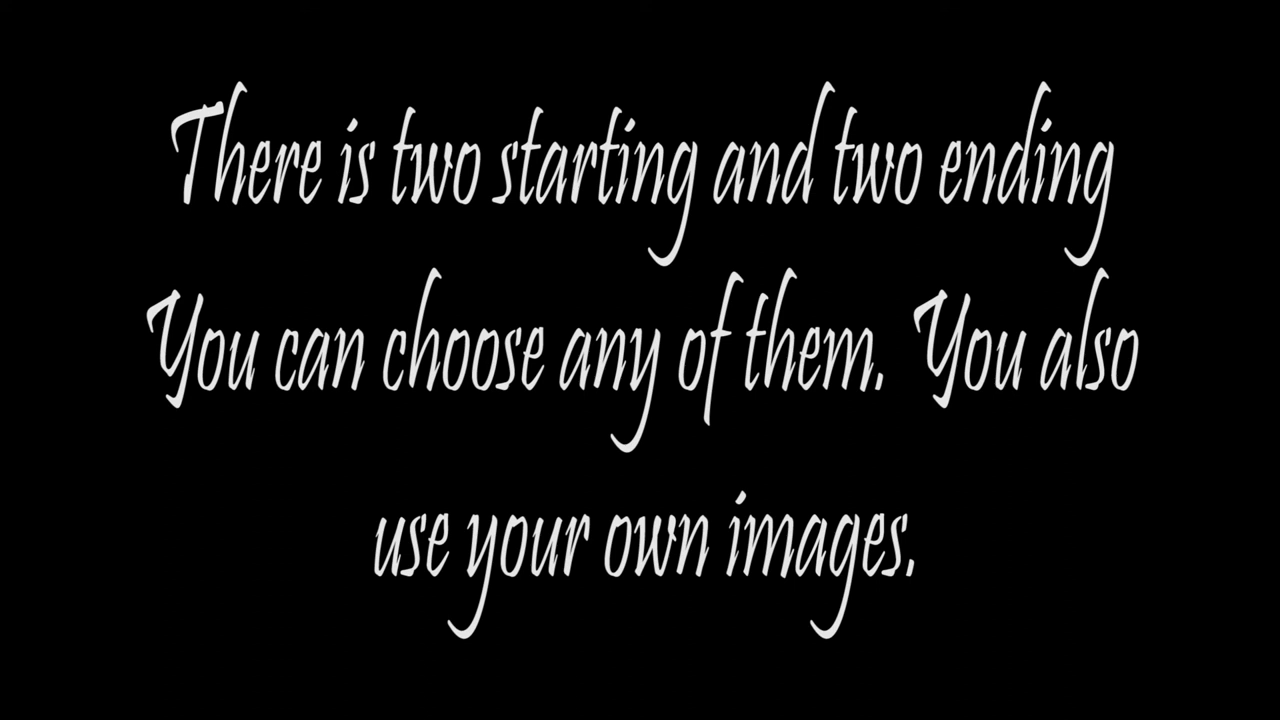 There is two starting and two ending
You can choose any of them. You also
use your own images.